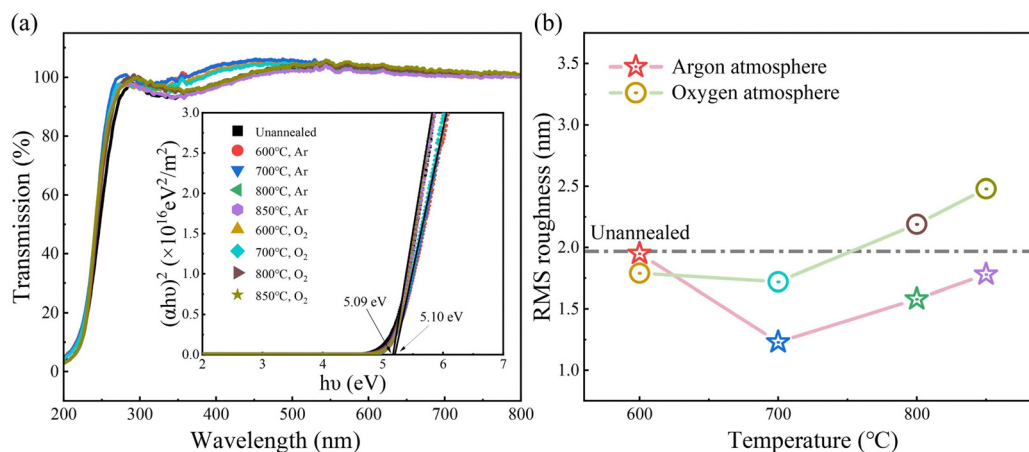 (a)
Transmission (%)
100
80
60
40
20
0
200
300
400
500
600
700
800
Wavelength (nm)
(αhυ)² (×10¹⁶eV²/m²)
3.0
2.5
2.0
1.5
1.0
0.5
0.0
2
3
4
5
6
7
hυ (eV)
Unannealed
600℃, Ar
700℃, Ar
800℃, Ar
850℃, Ar
600℃, O₂
700℃, O₂
800℃, O₂
850℃, O₂
5.09 eV
5.10 eV
(b)
RMS roughness (nm)
3.5
3.0
2.5
2.0
1.5
1.0
600
700
800
Temperature (℃)
Argon atmosphere
Oxygen atmosphere
Unannealed